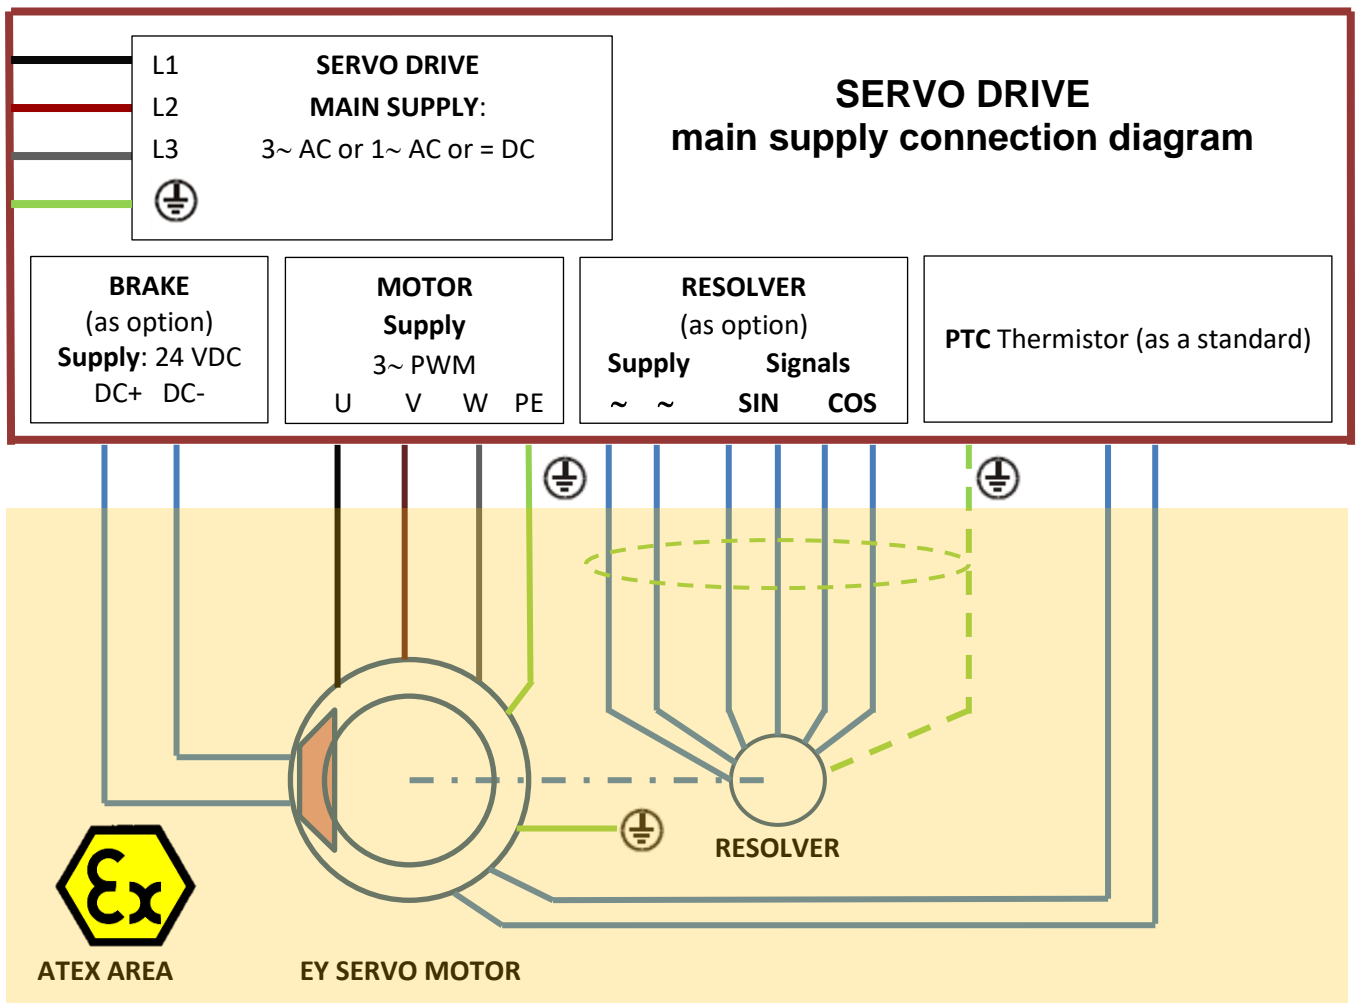 L1
SERVO DRIVE
L2
MAIN SUPPLY:
L3
3~ AC or 1~ AC or = DC
SERVO DRIVE
main supply connection diagram
BRAKE
(as option)
Supply: 24 VDC
DC+ DC-
MOTOR
Supply
3~ PWM
U V W PE
RESOLVER
(as option)
Supply Signals
~ ~ SIN COS
PTC Thermistor (as a standard)
RESOLVER
Ex
ATEX AREA
EY SERVO MOTOR